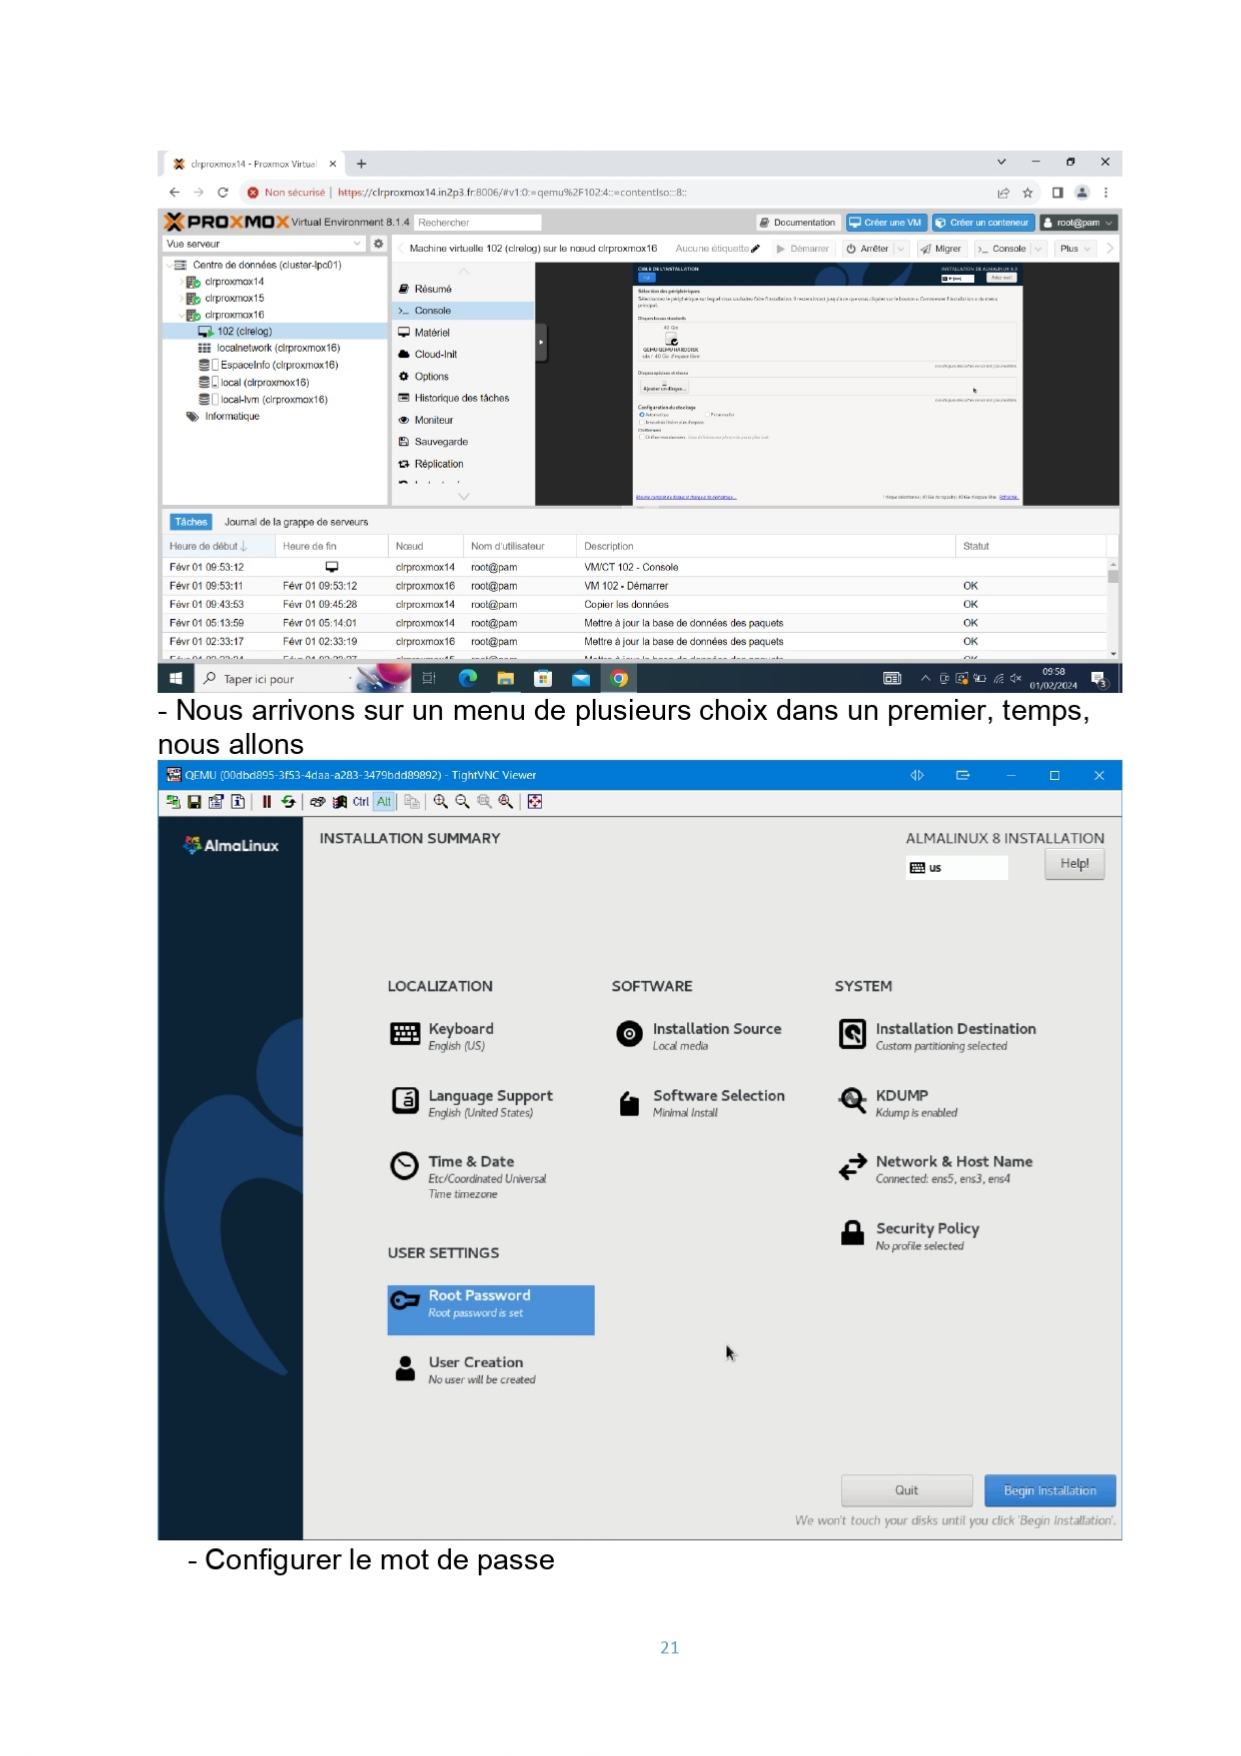 clrproxmox14 - Proxmox Virtual
Non sécurisé | https://clrproxmox14.in2p3.fr:8006/#v1:0:=qemu%2F102:4::=contentIso:::8::
PROXMOX Virtual Environment 8.1.4 Rechercher Documentation Créer une VM Créer un conteneur root@pam
Vue serveur
Machine virtuelle 102 (clrelog) sur le nœud clrproxmox16 Aucune étiquette Démarrer Arrêter Migrer Console Plus
Centre de données (cluster-lpc01)
clrproxmox14
clrproxmox15
clrproxmox16
102 (clrelog)
localnetwork (clrproxmox16)
EspaceInfo (clrproxmox16)
local (clrproxmox16)
local-lvm (clrproxmox16)
Informatique
Résumé
Console
Matériel
Cloud-Init
Options
Historique des tâches
Moniteur
Sauvegarde
Réplication
CIBLE DE L'INSTALLATION
Sélection des périphériques
40 Gio
Ajouter un disque...
Configuration du stockage
Tâches Journal de la grappe de serveurs
Heure de début Heure de fin Nœud Nom d'utilisateur Description Statut
Févr 01 09:53:12 clrproxmox14 root@pam VM/CT 102 - Console
Févr 01 09:53:11 Févr 01 09:53:12 clrproxmox16 root@pam VM 102 - Démarrer OK
Févr 01 09:43:53 Févr 01 09:45:28 clrproxmox14 root@pam Copier les données OK
Févr 01 05:13:59 Févr 01 05:14:01 clrproxmox14 root@pam Mettre à jour la base de données des paquets OK
Févr 01 02:33:17 Févr 01 02:33:19 clrproxmox16 root@pam Mettre à jour la base de données des paquets OK
Taper ici pour
09:58
01/02/2024
3
- Nous arrivons sur un menu de plusieurs choix dans un premier, temps,
nous allons
QEMU (00dbd895-3f53-4daa-a283-3479bdd89892) - TightVNC Viewer
Ctrl Alt
AlmaLinux
INSTALLATION SUMMARY
ALMALINUX 8 INSTALLATION
us
Help!
LOCALIZATION
Keyboard
English (US)
Language Support
English (United States)
Time & Date
Etc/Coordinated Universal
Time timezone
SOFTWARE
Installation Source
Local media
Software Selection
Minimal Install
SYSTEM
Installation Destination
Custom partitioning selected
KDUMP
Kdump is enabled
Network & Host Name
Connected: ens5, ens3, ens4
Security Policy
No profile selected
USER SETTINGS
Root Password
Root password is set
User Creation
No user will be created
Quit
Begin Installation
We won't touch your disks until you click 'Begin Installation'.
- Configurer le mot de passe
21